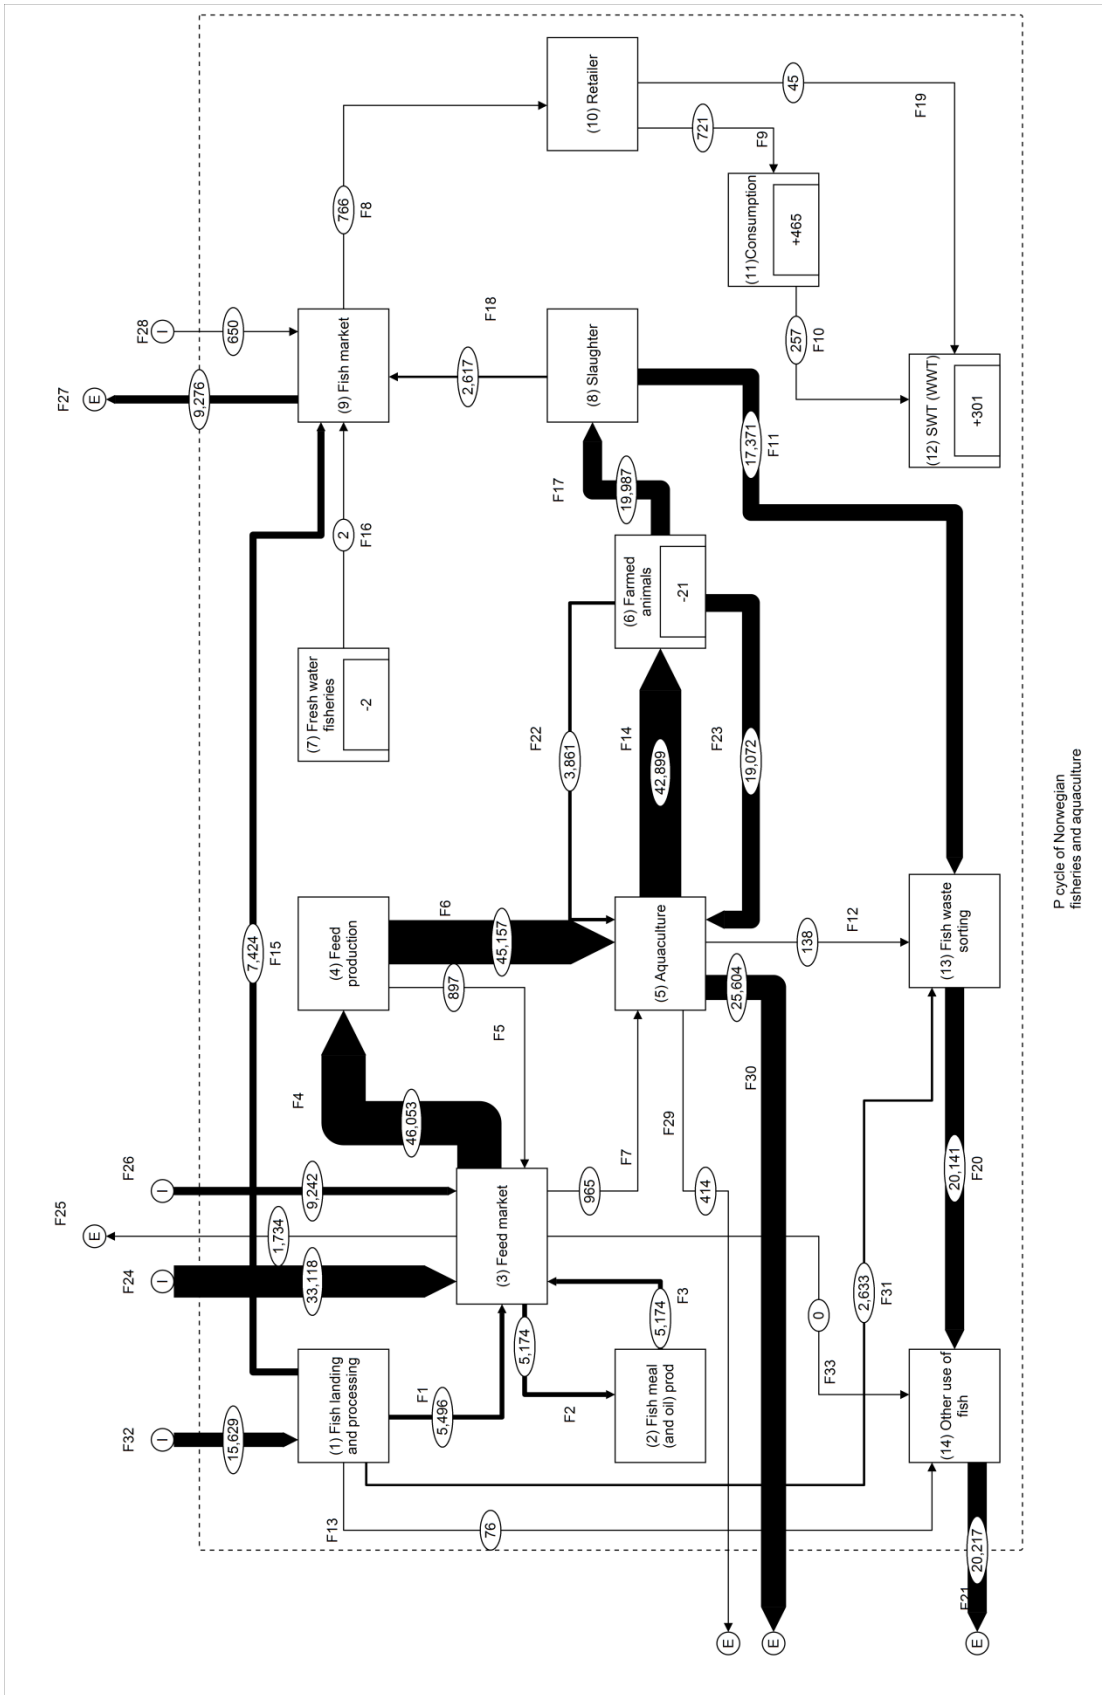 F25
F27
E
E
F32
F24
F26
F28
I
I
I
I
15,629
33,118
1,734
9,242
7,424
9,276
650
F15
F4
F13
(1) Fish landing
and processing
(4) Feed
production
(7) Fresh water
fisheries
-2
2
F16
(9) Fish market
766
F8
5,496
F1
46,053
897
F6
2,617
F18
76
5,174
(3) Feed market
F5
45,157
F22
F17
F2
5,174
F3
965
F7
3,861
19,987
(10) Retailer
(8) Slaughter
(2) Fish meal
(and oil) prod
(5) Aquaculture
F14
42,899
(6) Farmed
animals
-21
F29
414
25,604
F30
F23
19,072
17,371
F11
721
F9
45
E
E
0
F33
138
F12
(11)Consumption
+465
257
F10
2,633
F31
F19
(14) Other use of
fish
20,141
F20
(13) Fish waste
sorting
(12) SWT (WWT)
+301
F21
20,217
E
P cycle of Norwegian
fisheries and aquaculture